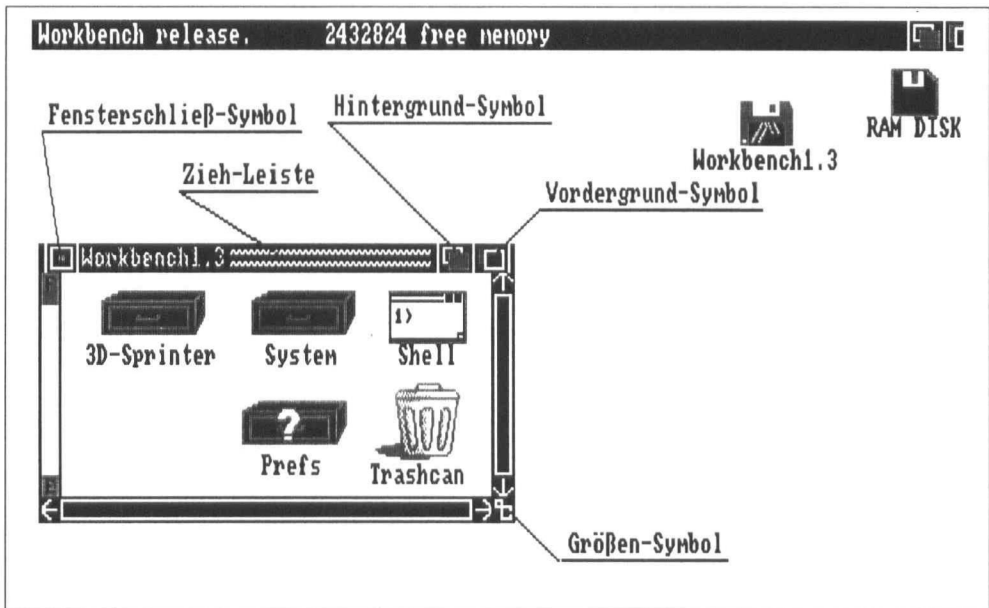 Workbench release.     2432824 free memory
Fensterschließ-Symbol
Hintergrund-Symbol
RAM DISK
Workbench1.3
Zieh-Leiste
Vordergrund-Symbol
Workbench1.3
1>
3D-Sprinter
System
Shell
?
Prefs
Trashcan
Größen-Symbol